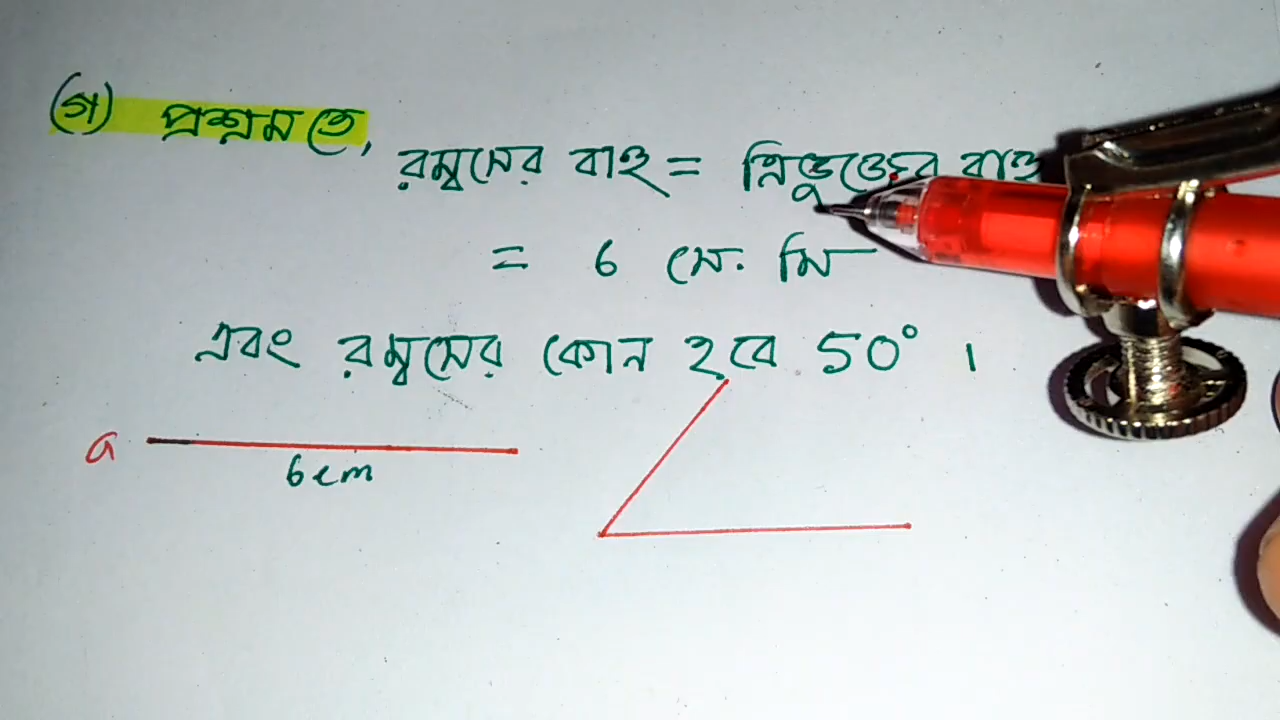 (গ) প্রশ্নমতে,
রম্বসের বাহু = ত্রিভুজের বাহু
= 6 সে. মি
এবং রম্বসের কোন হবে 50° ।
a
6cm